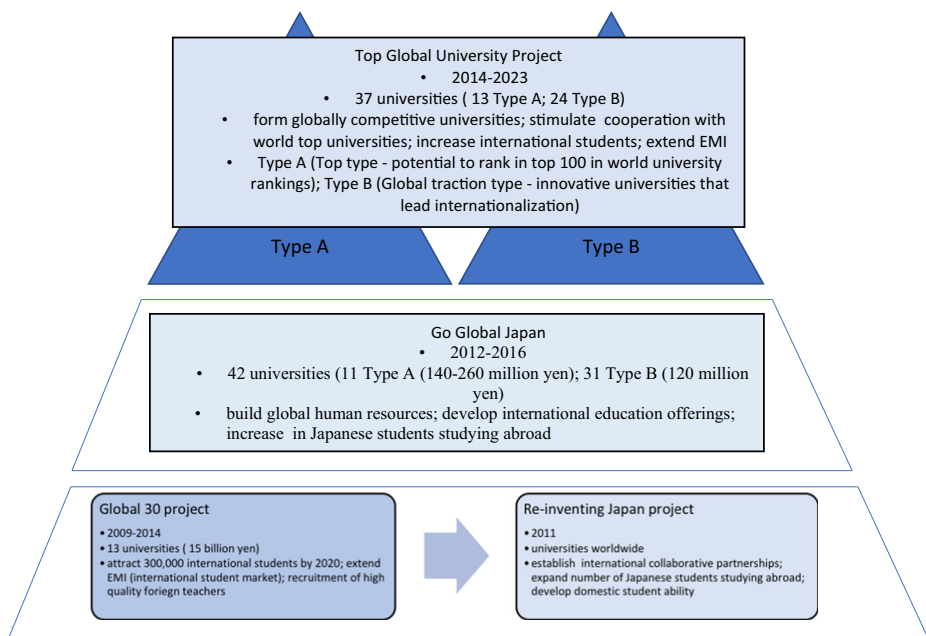 Top Global University Project
• 2014-2023
• 37 universities ( 13 Type A; 24 Type B)
• form globally competitive universities; stimulate cooperation with
world top universities; increase international students; extend EMI
• Type A (Top type - potential to rank in top 100 in world university
rankings); Type B (Global traction type - innovative universities that
lead internationalization)
Type A
Type B
Go Global Japan
• 2012-2016
• 42 universities (11 Type A (140-260 million yen); 31 Type B (120 million
yen)
• build global human resources; develop international education offerings;
increase in Japanese students studying abroad
Global 30 project
• 2009-2014
• 13 universities ( 15 billion yen)
• attract 300,000 international students by 2020; extend
EMI (international student market); recruitment of high
quality foriegn teachers
Re-inventing Japan project
• 2011
• universities worldwide
• establish international collaborative partnerships;
expand number of Japanese students studying abroad;
develop domestic student ability